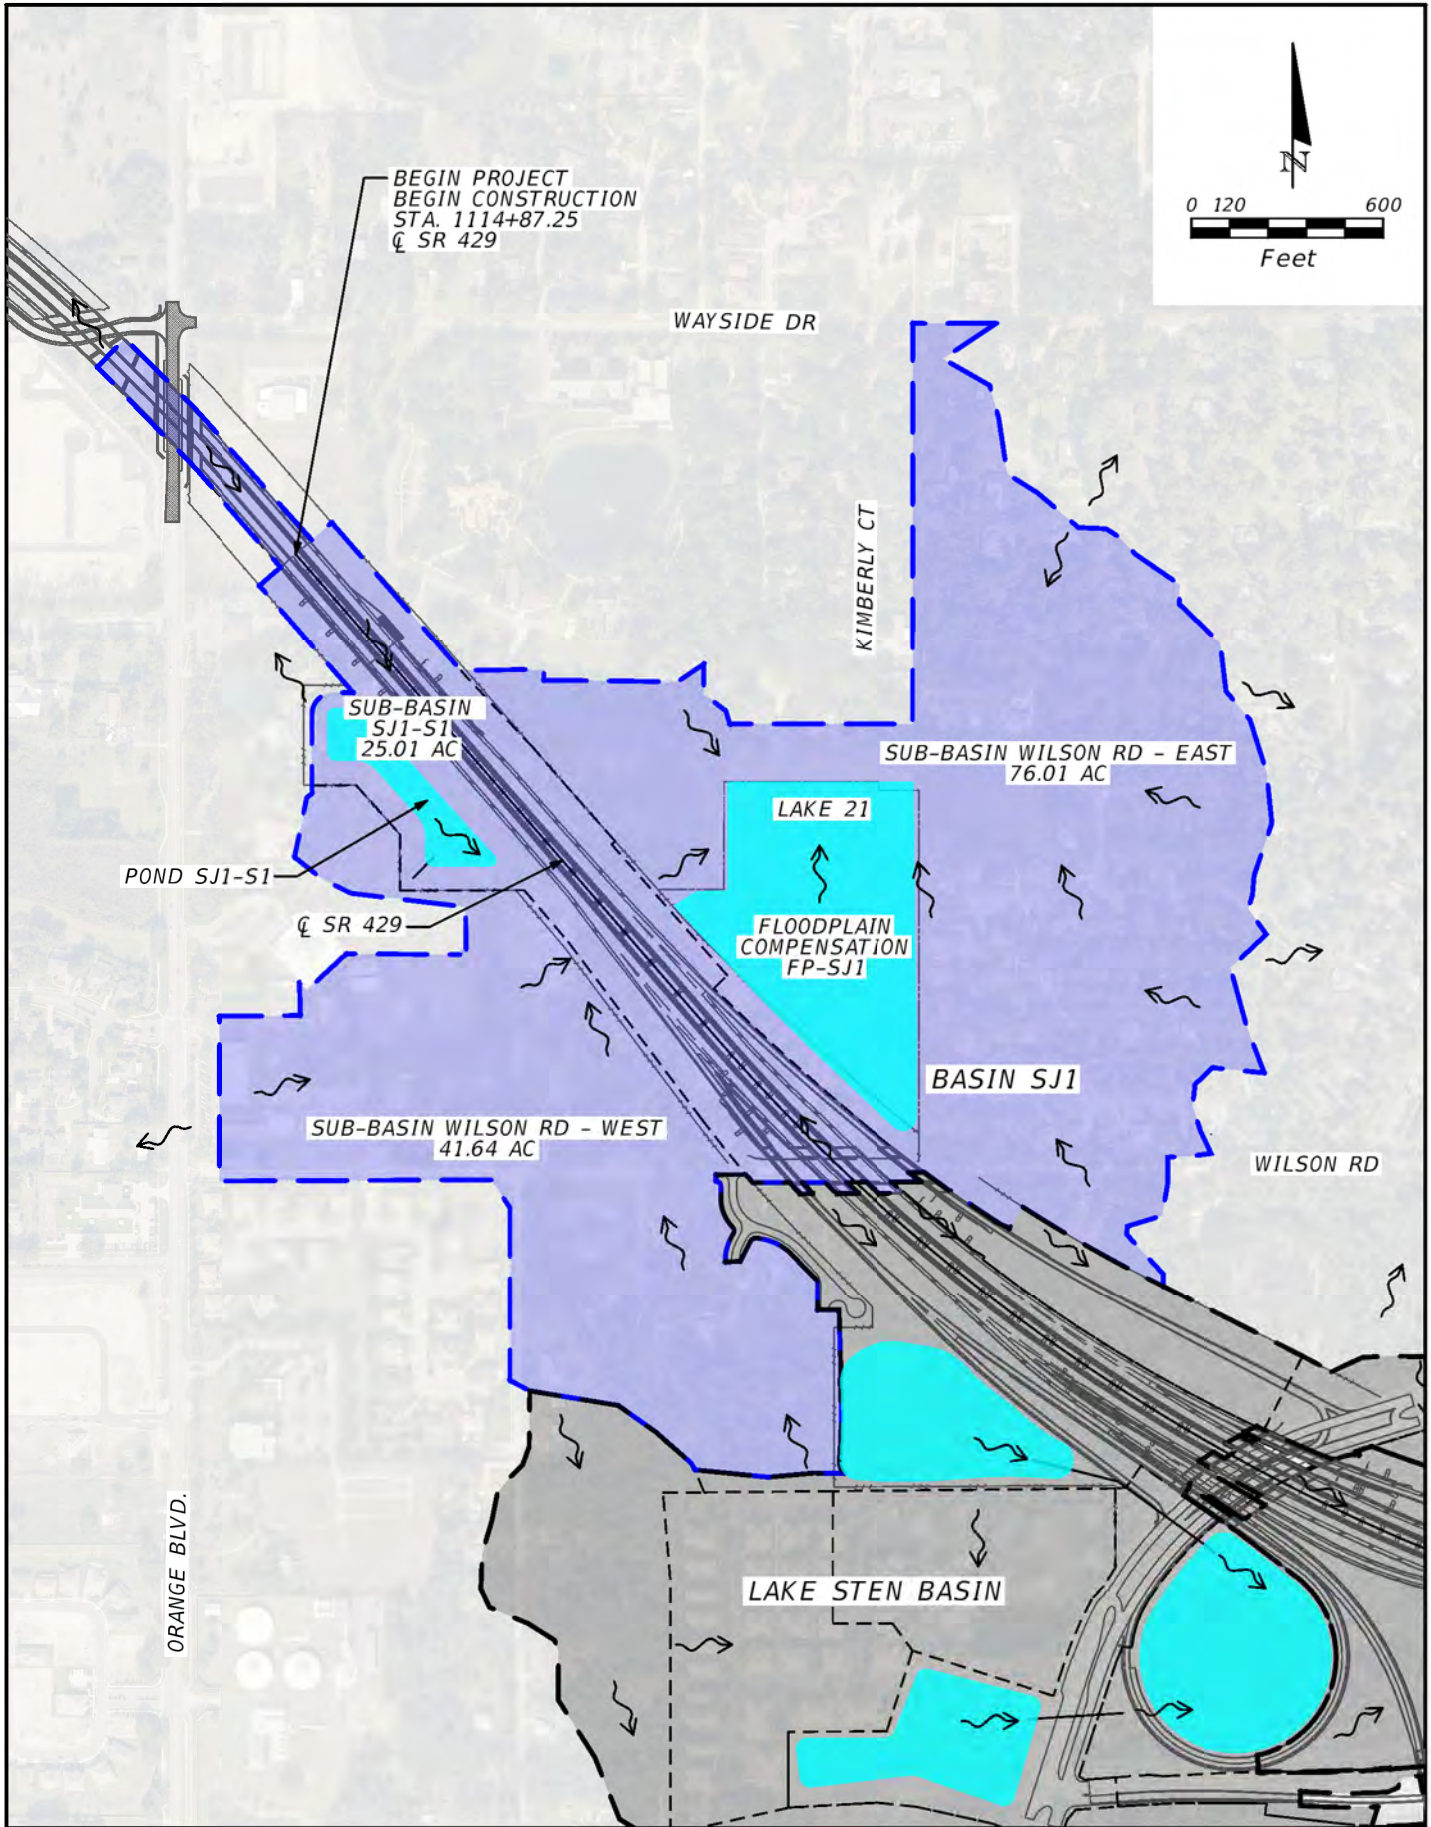 BEGIN PROJECT
BEGIN CONSTRUCTION
STA. 1114+87.25
℄ SR 429
N
0 120 600
Feet
WAYSIDE DR
KIMBERLY CT
SUB-BASIN
SJ1-S1
25.01 AC
SUB-BASIN WILSON RD - EAST
76.01 AC
LAKE 21
POND SJ1-S1
℄ SR 429
FLOODPLAIN
COMPENSATION
FP-SJ1
BASIN SJ1
SUB-BASIN WILSON RD - WEST
41.64 AC
WILSON RD
ORANGE BLVD.
LAKE STEN BASIN